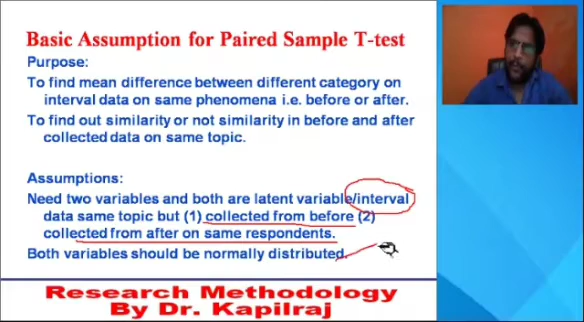 Basic Assumption for Paired Sample T-test
Purpose:
To find mean difference between different category on
interval data on same phenomena i.e. before or after.
To find out similarity or not similarity in before and after
collected data on same topic.
Assumptions:
Need two variables and both are latent variable/interval
data same topic but (1) collected from before (2)
collected from after on same respondents.
Both variables should be normally distributed.
Research Methodology
By Dr. Kapilraj